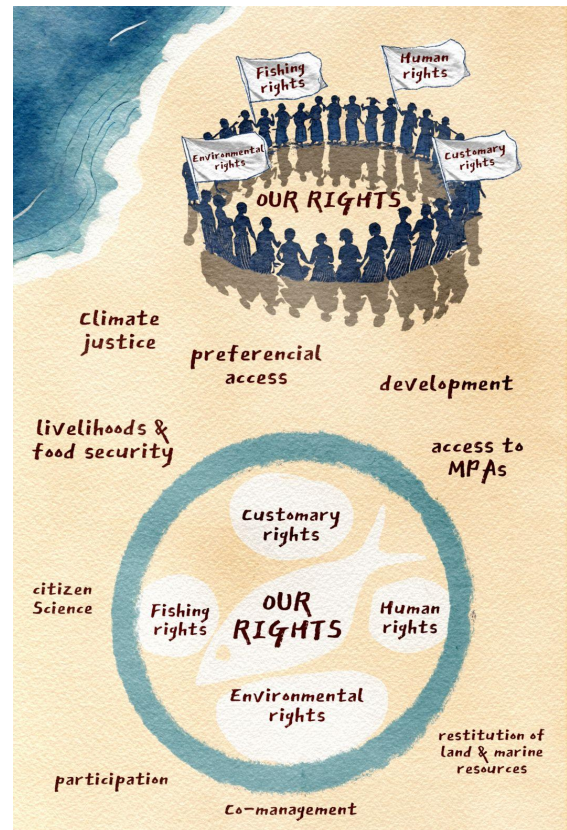 Human
rights
Fishing
rights
Environmental
rights
Customary
rights
OUR RIGHTS
Climate
justice
preferencial
access
development
livelihoods &
food security
access to
MPAs
Customary
rights
citizen
Science
Fishing
rights
OUR
RIGHTS
Human
rights
Environmental
rights
restitution of
land & marine
resources
participation
Co-management